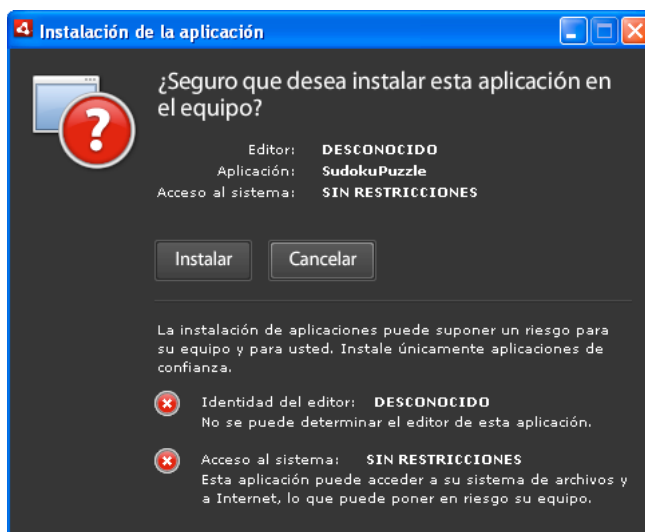 Instalación de la aplicación
¿Seguro que desea instalar esta aplicación en
el equipo?
Editor: DESCONOCIDO
Aplicación: SudokuPuzzle
Acceso al sistema: SIN RESTRICCIONES
Instalar Cancelar
La instalación de aplicaciones puede suponer un riesgo para
su equipo y para usted. Instale únicamente aplicaciones de
confianza.
Identidad del editor: DESCONOCIDO
No se puede determinar el editor de esta aplicación.
Acceso al sistema: SIN RESTRICCIONES
Esta aplicación puede acceder a su sistema de archivos y
a Internet, lo que puede poner en riesgo su equipo.